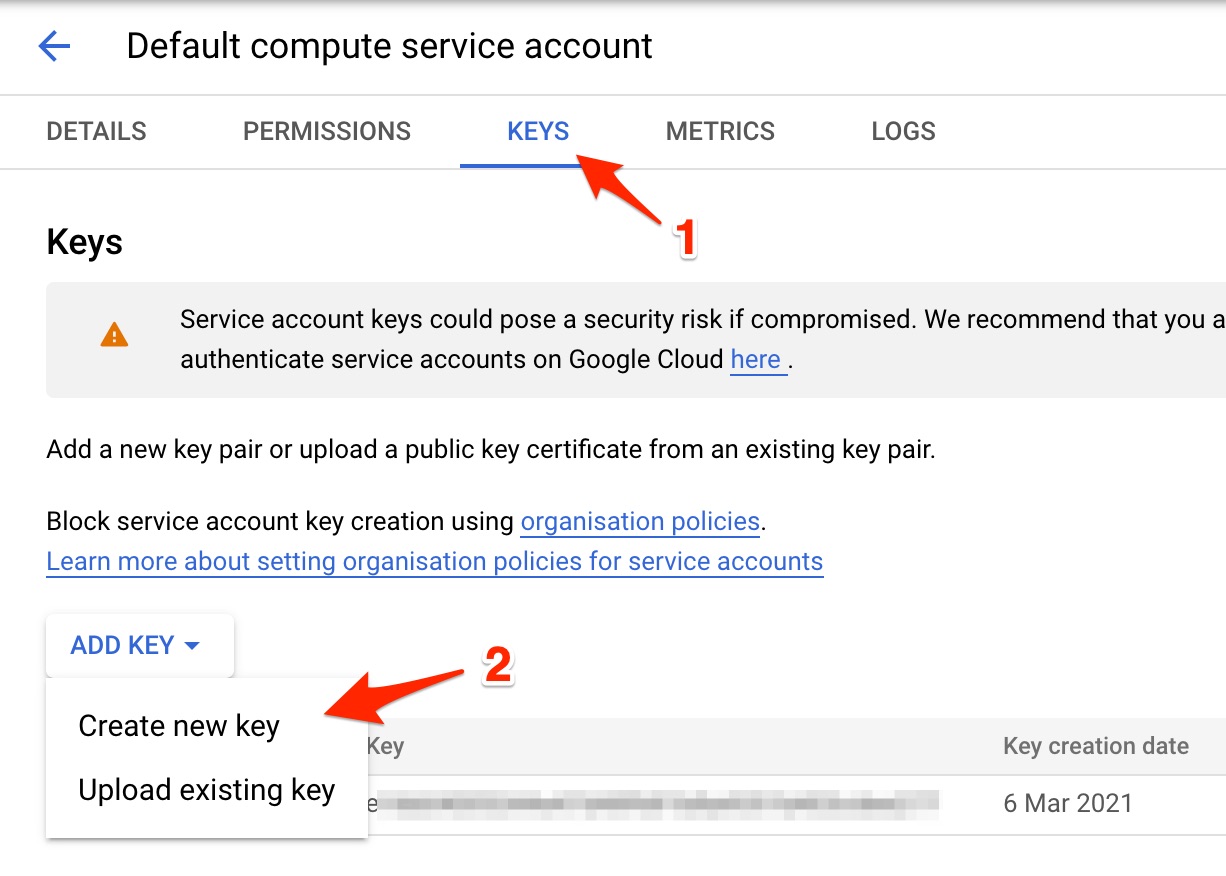 Default compute service account
DETAILS PERMISSIONS KEYS METRICS LOGS
1
Keys
Service account keys could pose a security risk if compromised. We recommend that you a
authenticate service accounts on Google Cloud here .
Add a new key pair or upload a public key certificate from an existing key pair.
Block service account key creation using organisation policies.
Learn more about setting organisation policies for service accounts
ADD KEY
2
Create new key
Upload existing key
Key Key creation date
e 6 Mar 2021